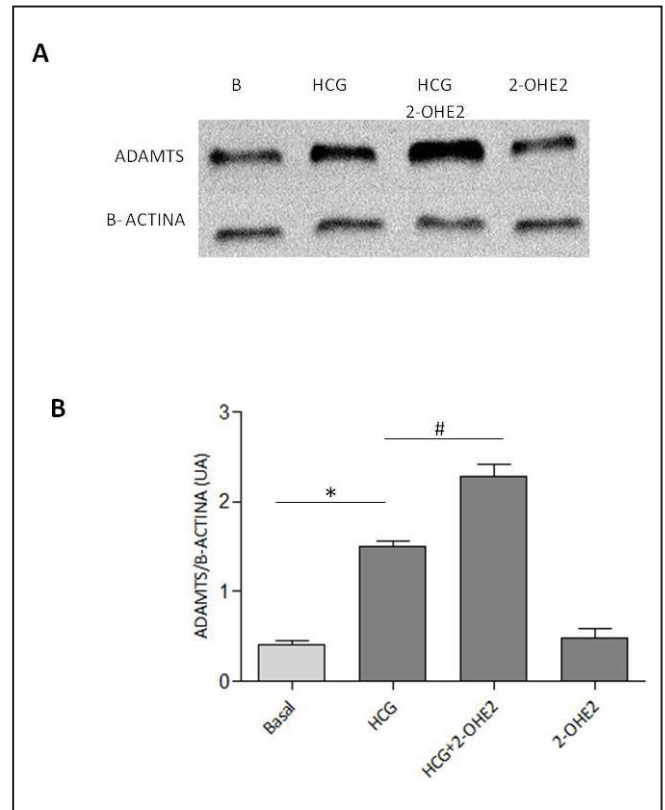 A
B HCG HCG 2-OHE2
2-OHE2
ADAMTS
B- ACTINA
B
ADAMTS/B-ACTINA (UA)
3
2
1
0
*
#
Basal HCG HCG+2-OHE2 2-OHE2